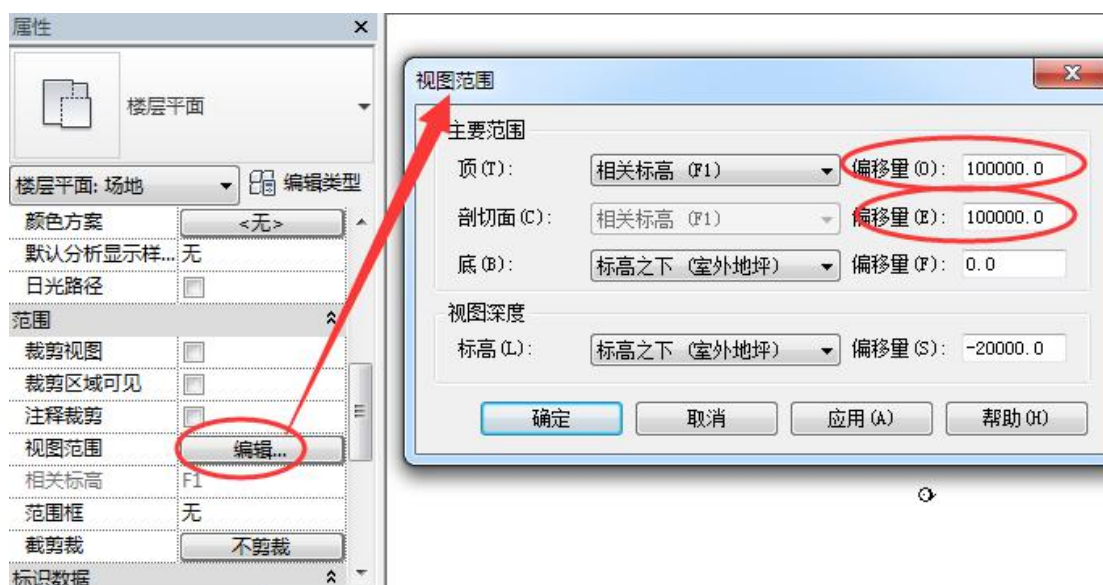 属性
楼层平面
楼层平面: 场地
编辑类型
颜色方案
<无>
默认分析显示样...
无
日光路径
范围
裁剪视图
裁剪区域可见
注释裁剪
视图范围
编辑...
相关标高
F1
范围框
无
截剪裁
不剪裁
标识数据
视图范围
主要范围
顶(T):
相关标高 (F1)
偏移量(O):
100000.0
剖切面(C):
相关标高 (F1)
偏移量(E):
100000.0
底(B):
标高之下 (室外地坪)
偏移量(F):
0.0
视图深度
标高(L):
标高之下 (室外地坪)
偏移量(S):
-20000.0
确定
取消
应用(A)
帮助(H)